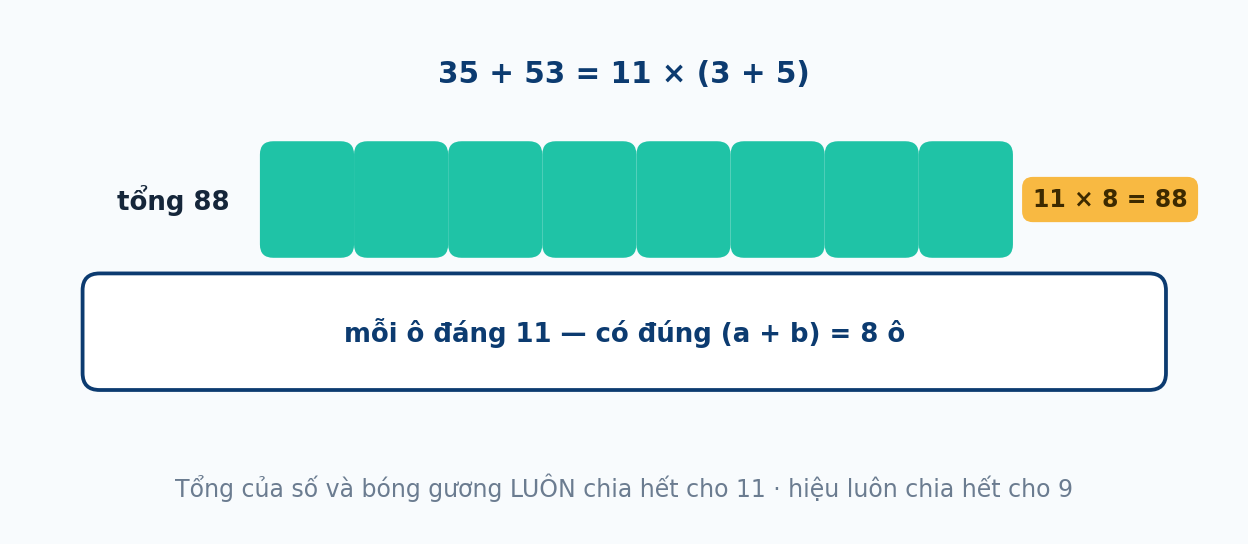 35 + 53 = 11 × (3 + 5)
tổng 88
11 × 8 = 88
mỗi ô đáng 11 — có đúng (a + b) = 8 ô
Tổng của số và bóng gương LUÔN chia hết cho 11 · hiệu luôn chia hết cho 9